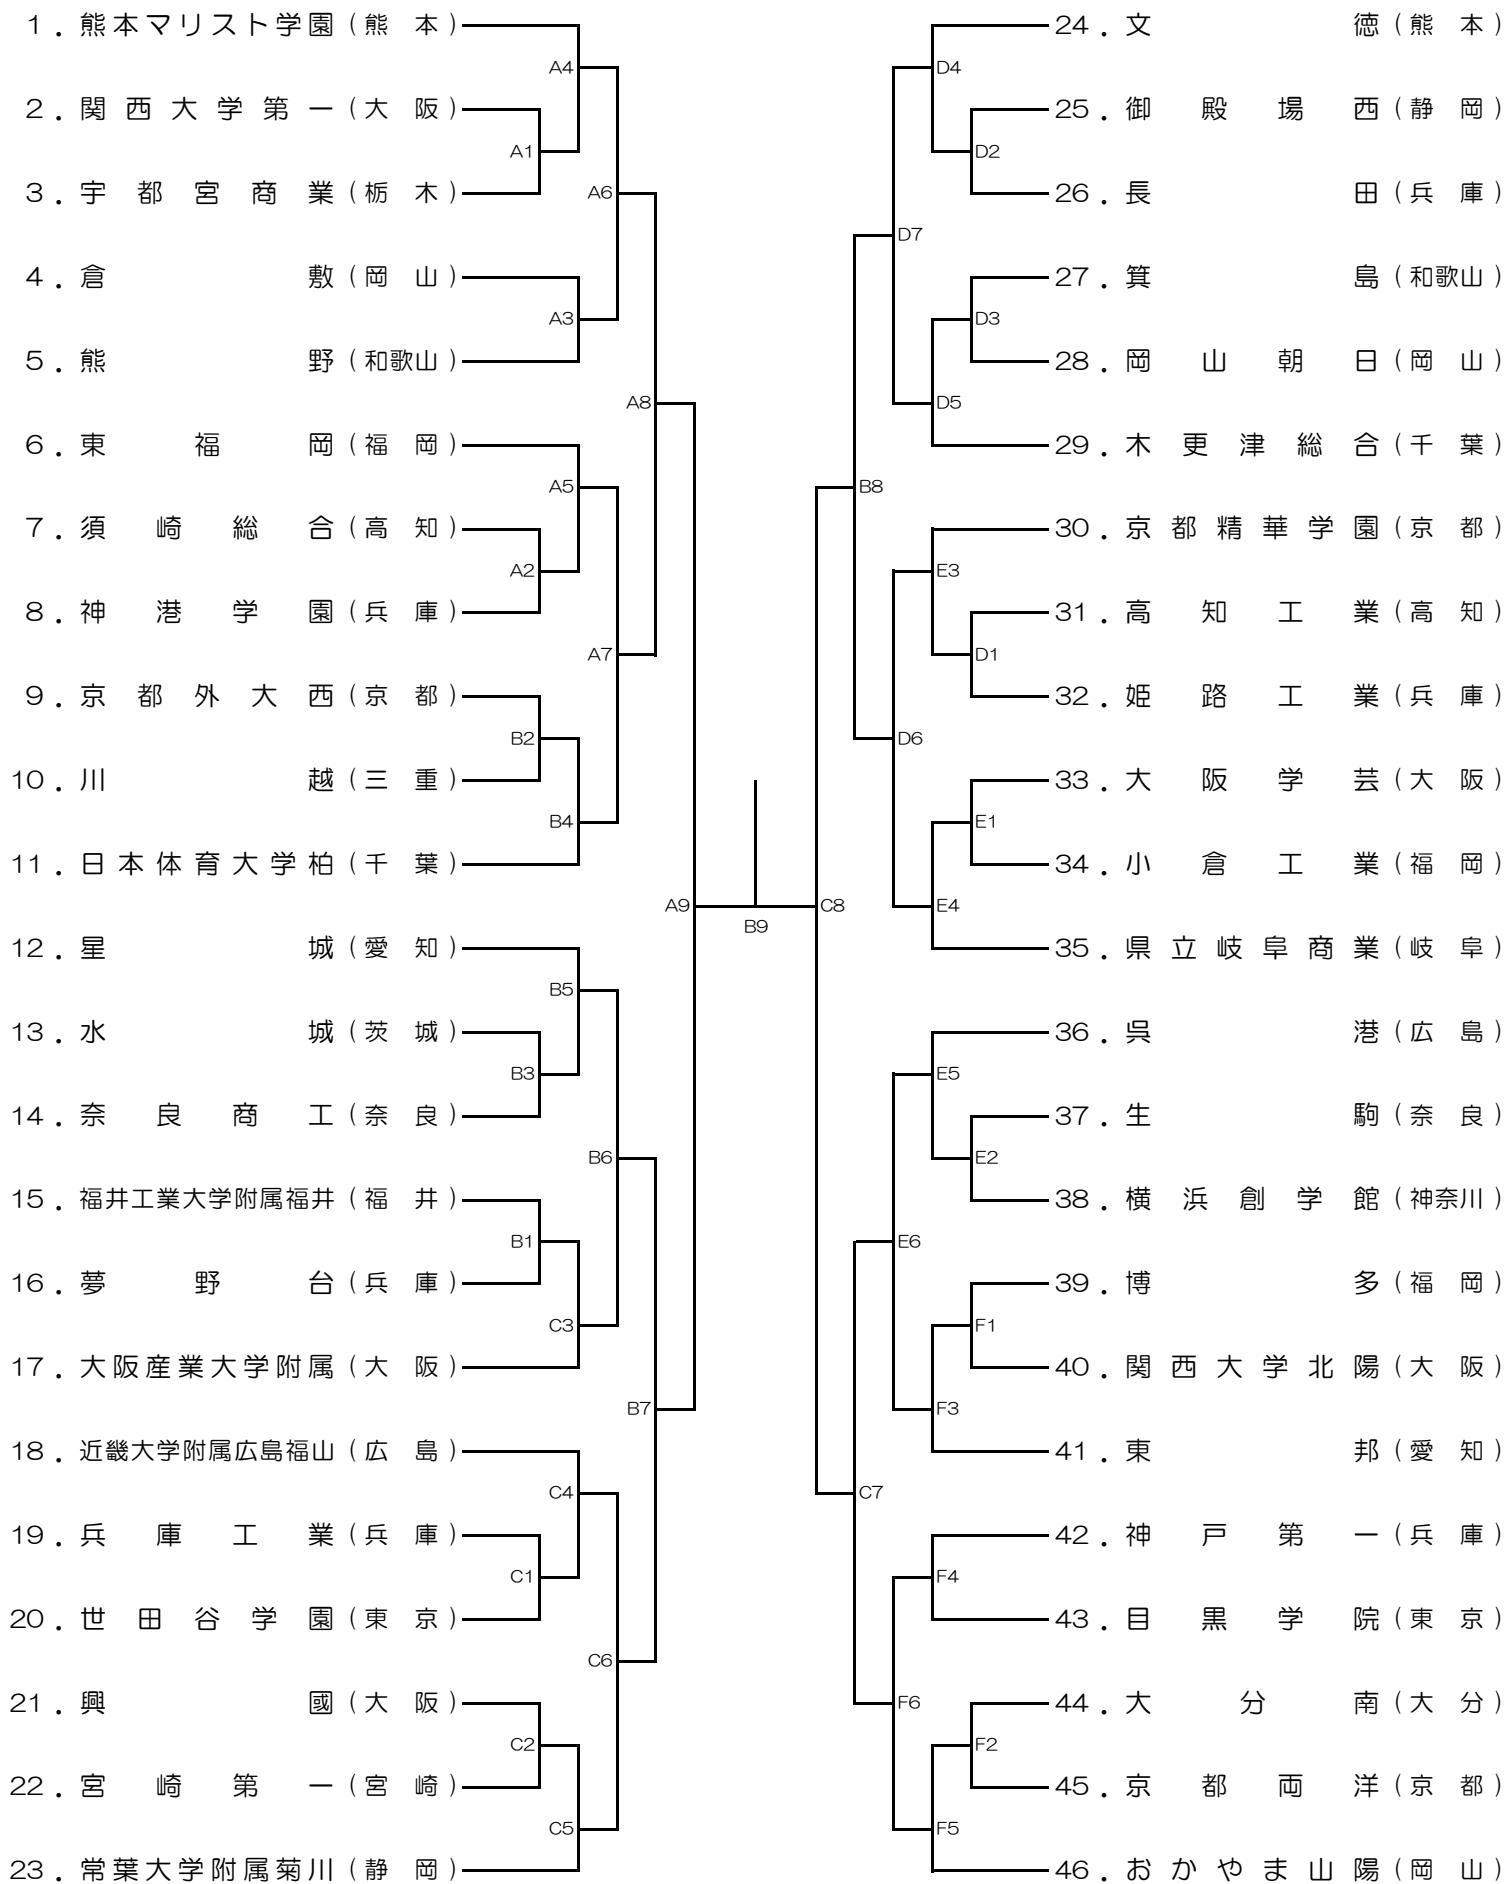 1．熊本マリスト学園（熊本）
A4
2．関西大学第一（大阪）
A1
3．宇都宮商業（栃木）
A6
4．倉敷（岡山）
A3
5．熊野（和歌山）
A8
6．東福岡（福岡）
A5
7．須崎総合（高知）
A2
8．神港学園（兵庫）
A7
9．京都外大西（京都）
B2
10．川越（三重）
B4
11．日本体育大学柏（千葉）
A9
12．星城（愛知）
B5
13．水城（茨城）
B3
14．奈良商工（奈良）
B6
15．福井工業大学附属福井（福井）
B1
16．夢野台（兵庫）
C3
17．大阪産業大学附属（大阪）
B7
18．近畿大学附属広島福山（広島）
C4
19．兵庫工業（兵庫）
C1
20．世田谷学園（東京）
C6
21．興國（大阪）
C2
22．宮崎第一（宮崎）
C5
23．常葉大学附属菊川（静岡）
B9
24．文徳（熊本）
D4
25．御殿場西（静岡）
D2
26．長田（兵庫）
D7
27．箕島（和歌山）
D3
28．岡山朝日（岡山）
D5
29．木更津総合（千葉）
B8
30．京都精華学園（京都）
E3
31．高知工業（高知）
D1
32．姫路工業（兵庫）
D6
33．大阪学芸（大阪）
E1
34．小倉工業（福岡）
C8
E4
35．県立岐阜商業（岐阜）
36．呉港（広島）
E5
37．生駒（奈良）
E2
38．横浜創学館（神奈川）
E6
39．博多（福岡）
F1
40．関西大学北陽（大阪）
F3
41．東邦（愛知）
C7
42．神戸第一（兵庫）
F4
43．目黒学院（東京）
F6
44．大分南（大分）
F2
45．京都両洋（京都）
F5
46．おかやま山陽（岡山）